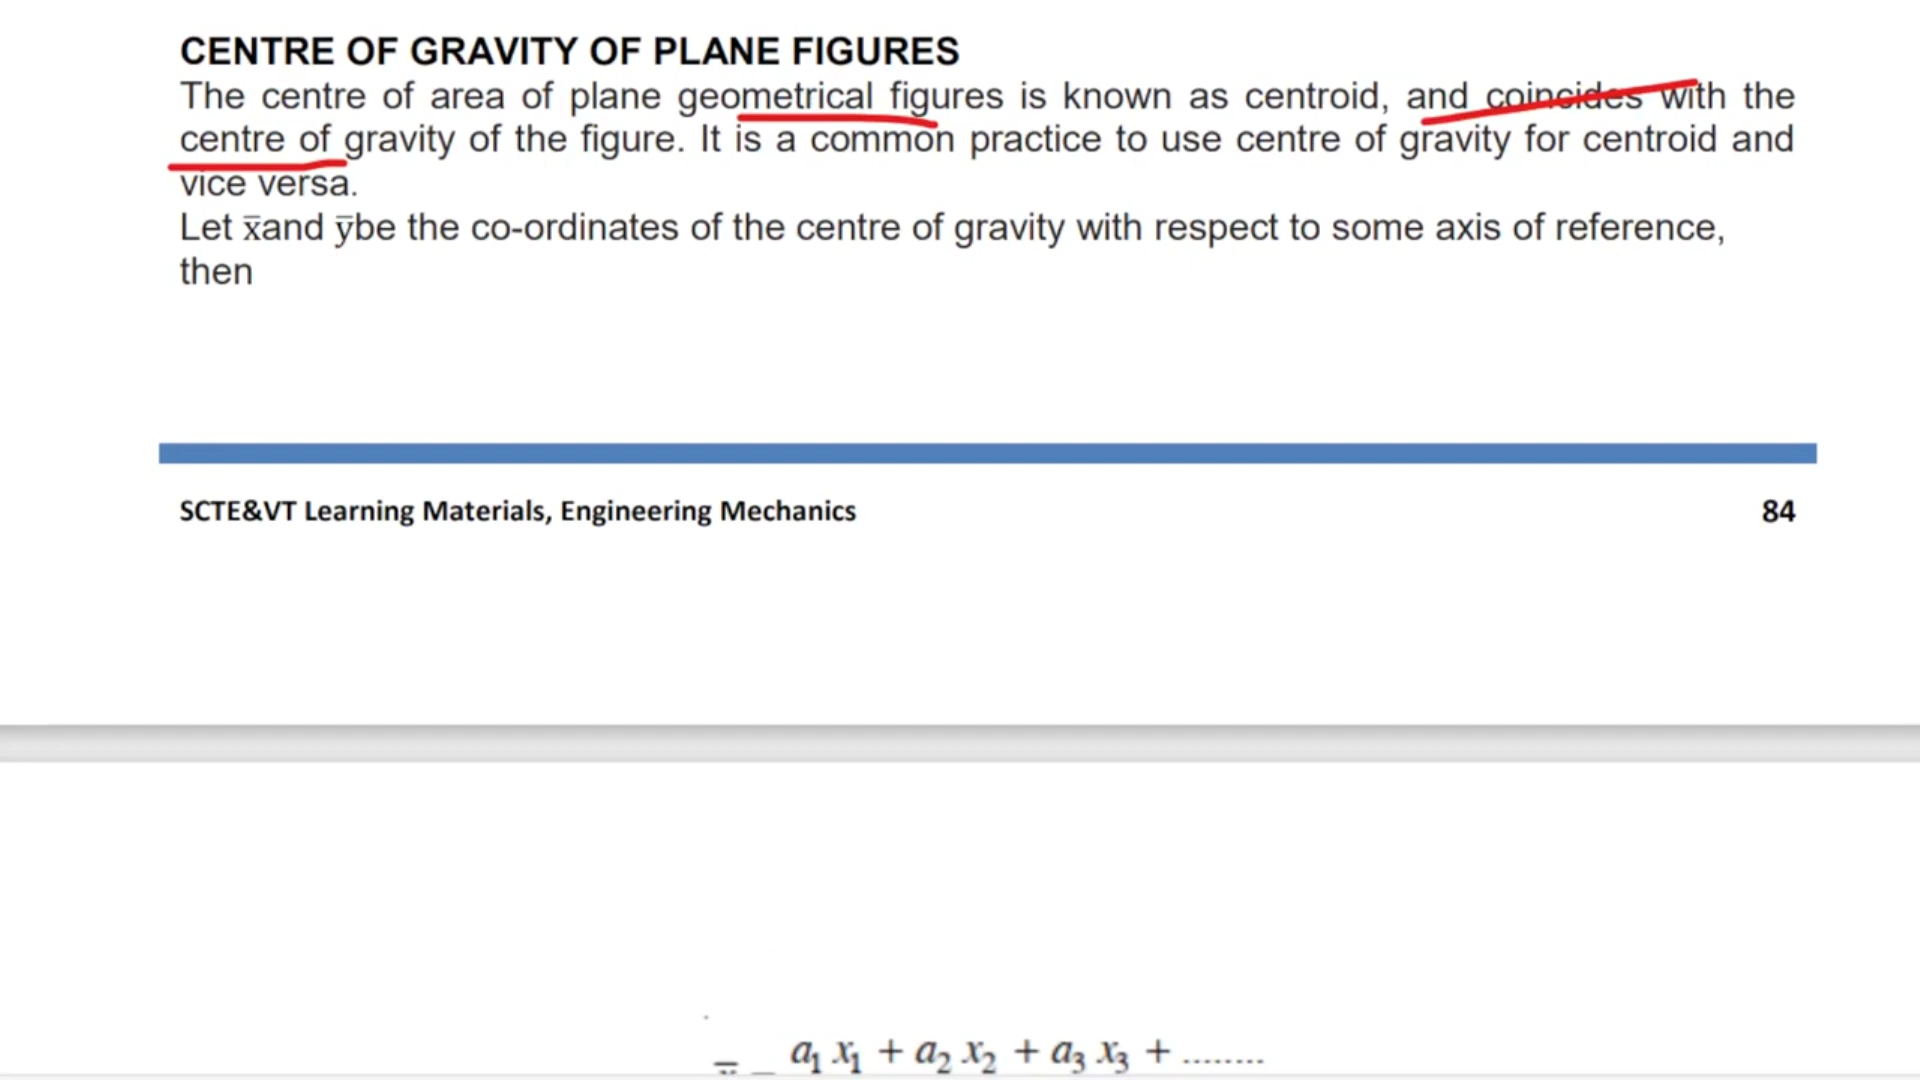 CENTRE OF GRAVITY OF PLANE FIGURES
The centre of area of plane geometrical figures is known as centroid, and coincides with the
centre of gravity of the figure. It is a common practice to use centre of gravity for centroid and
vice versa.
Let x̅and y̅be the co-ordinates of the centre of gravity with respect to some axis of reference,
then
SCTE&VT Learning Materials, Engineering Mechanics 84
a₁ x₁ + a₂ x₂ + a₃ x₃ + ........